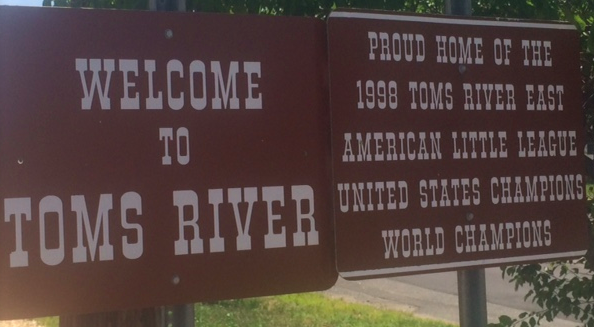 WELCOME
TO
TOMS RIVER
PROUD HOME OF THE
1998 TOMS RIVER EAST
AMERICAN LITTLE LEAGUE
UNITED STATES CHAMPIONS
WORLD CHAMPIONS